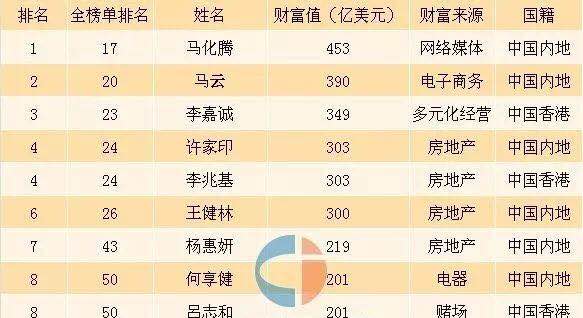 排名 全榜单排名 姓名 财富值（亿美元） 财富来源 国籍
1 17 马化腾 453 网络媒体 中国内地
2 20 马云 390 电子商务 中国内地
3 23 李嘉诚 349 多元化经营 中国香港
4 24 许家印 303 房地产 中国内地
4 24 李兆基 303 房地产 中国香港
6 26 王健林 300 房地产 中国内地
7 43 杨惠妍 219 房地产 中国内地
8 50 何享健 201 电器 中国内地
8 50 吕志和 201 赌场 中国香港